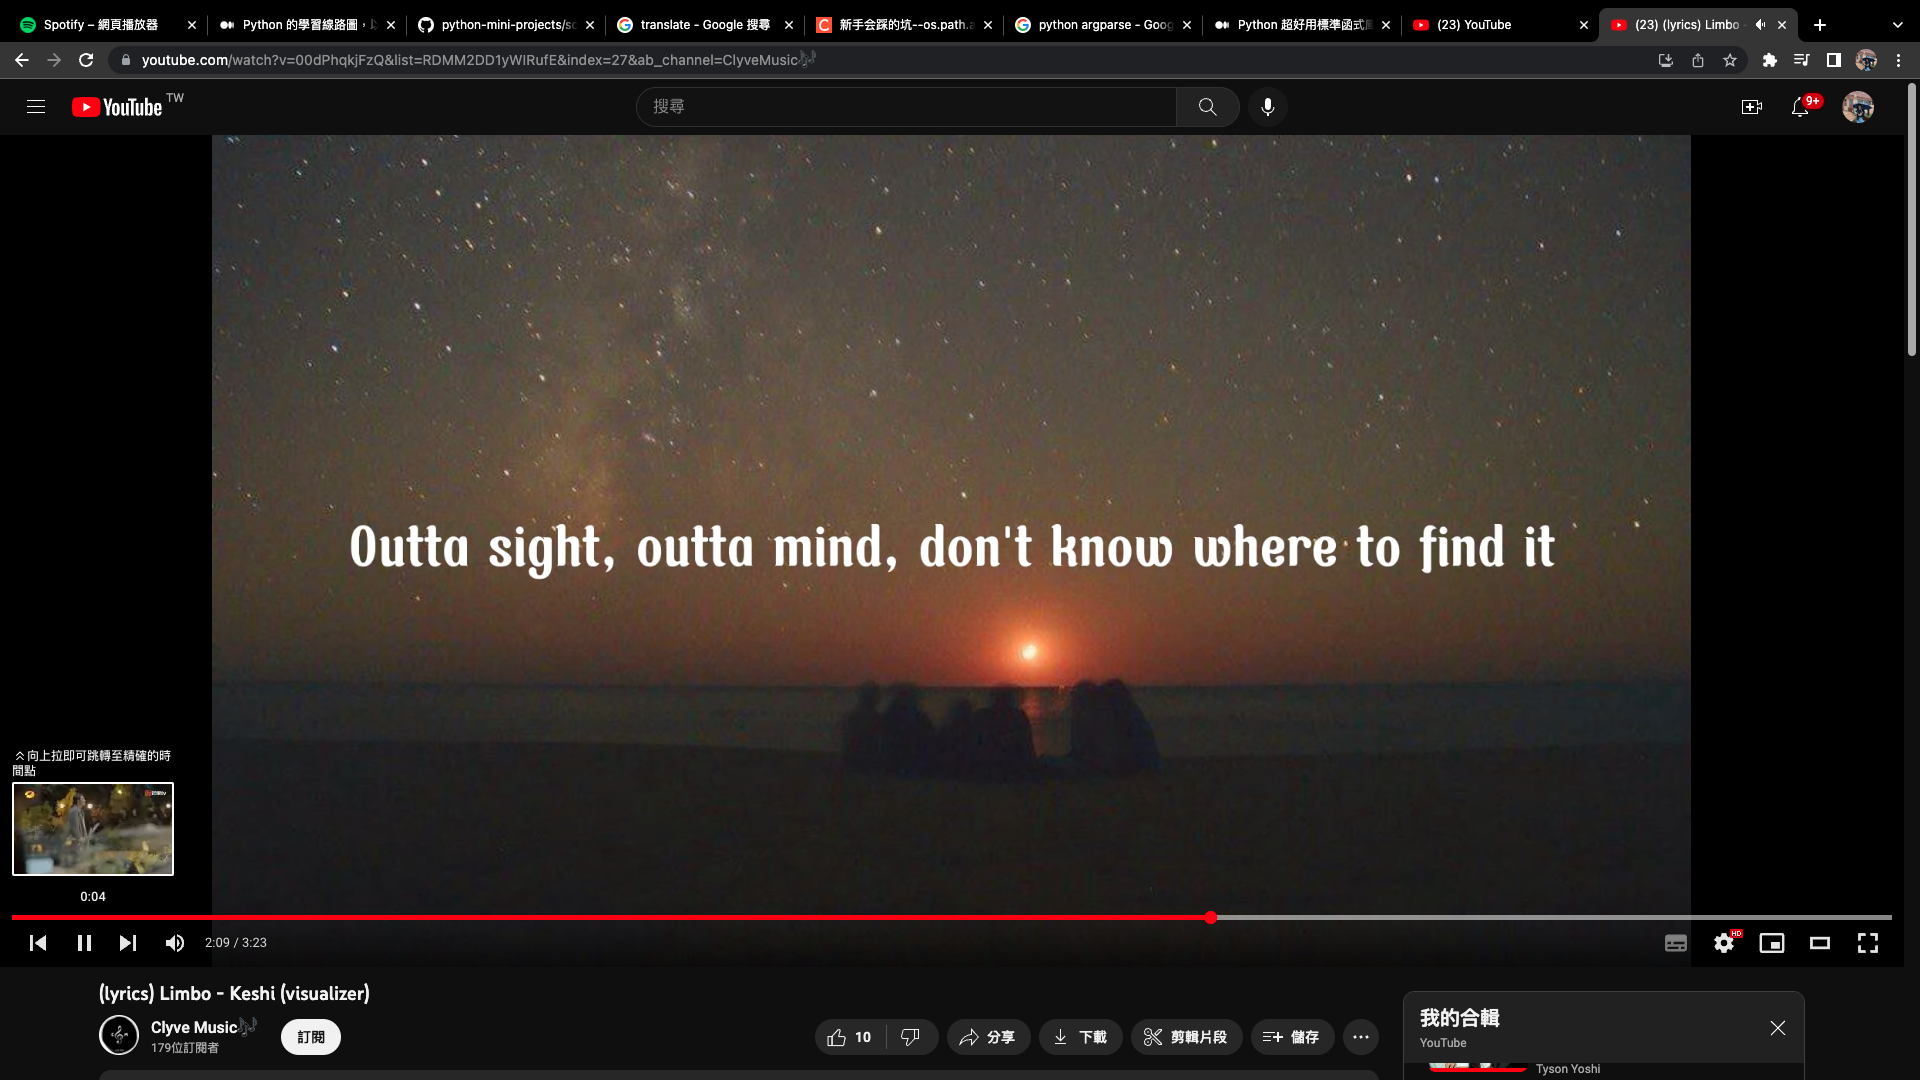 Spotify – 網頁播放器
Python 的學習線路圖，
python-mini-projects/sc
translate - Google 搜尋
新手会踩的坑--os.path.a
python argparse - Goog
Python 超好用標準函式庫
(23) YouTube
(23) (lyrics) Limbo -
youtube.com/watch?v=00dPhqkjFzQ&list=RDMM2DD1yWlRufE&index=27&ab_channel=ClyveMusic🎶
YouTube TW
搜尋
9+
Outta sight, outta mind, don't know where to find it
向上拉即可跳轉至精確的時
間點
0:04
2:09 / 3:23
HD
(lyrics) Limbo - Keshi (visualizer)
Clyve Music🎶
179位訂閱者
訂閱
10
分享
下載
剪輯片段
儲存
我的合輯
YouTube
Tyson Yoshi